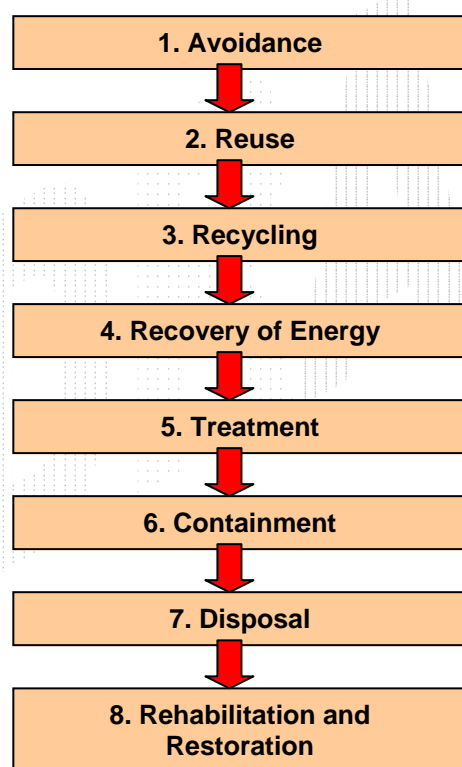 1. Avoidance
2. Reuse
3. Recycling
4. Recovery of Energy
5. Treatment
6. Containment
7. Disposal
8. Rehabilitation and
Restoration